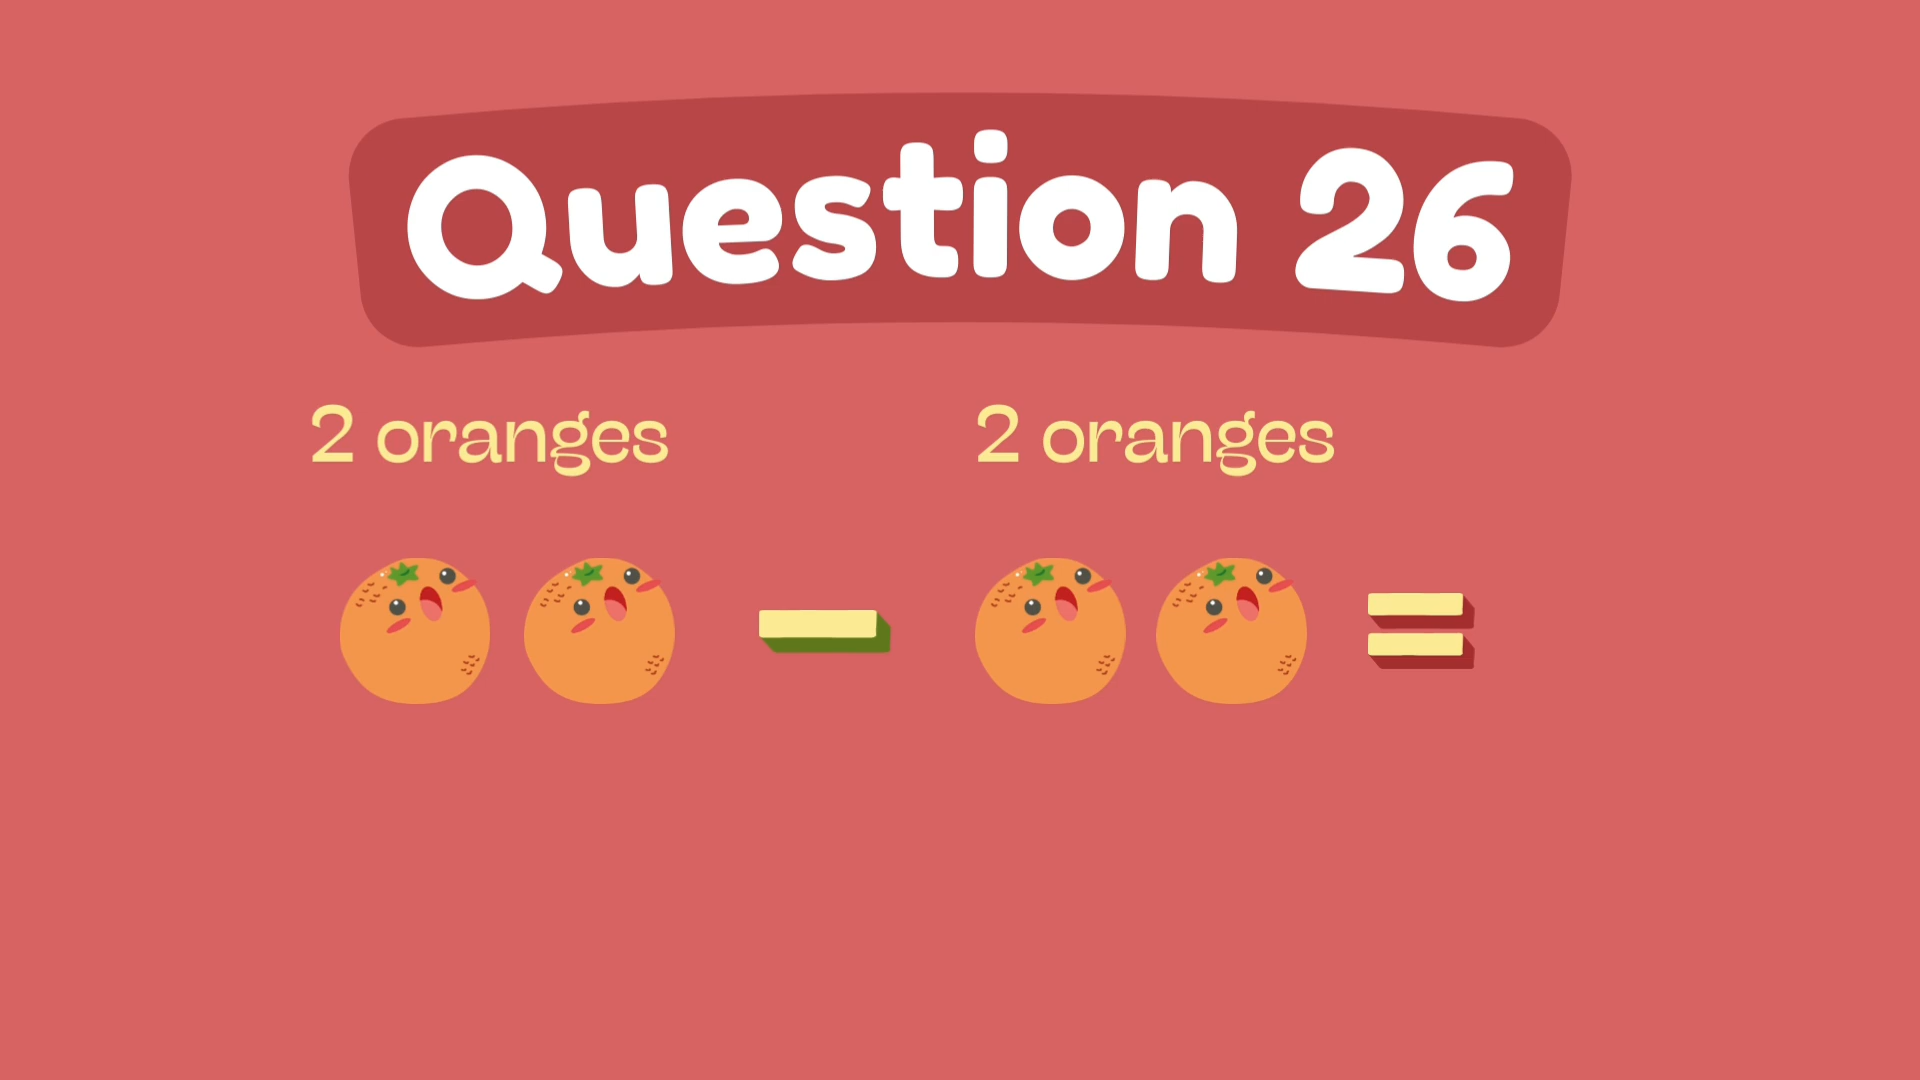 Question 26
2 oranges 2 oranges
- =